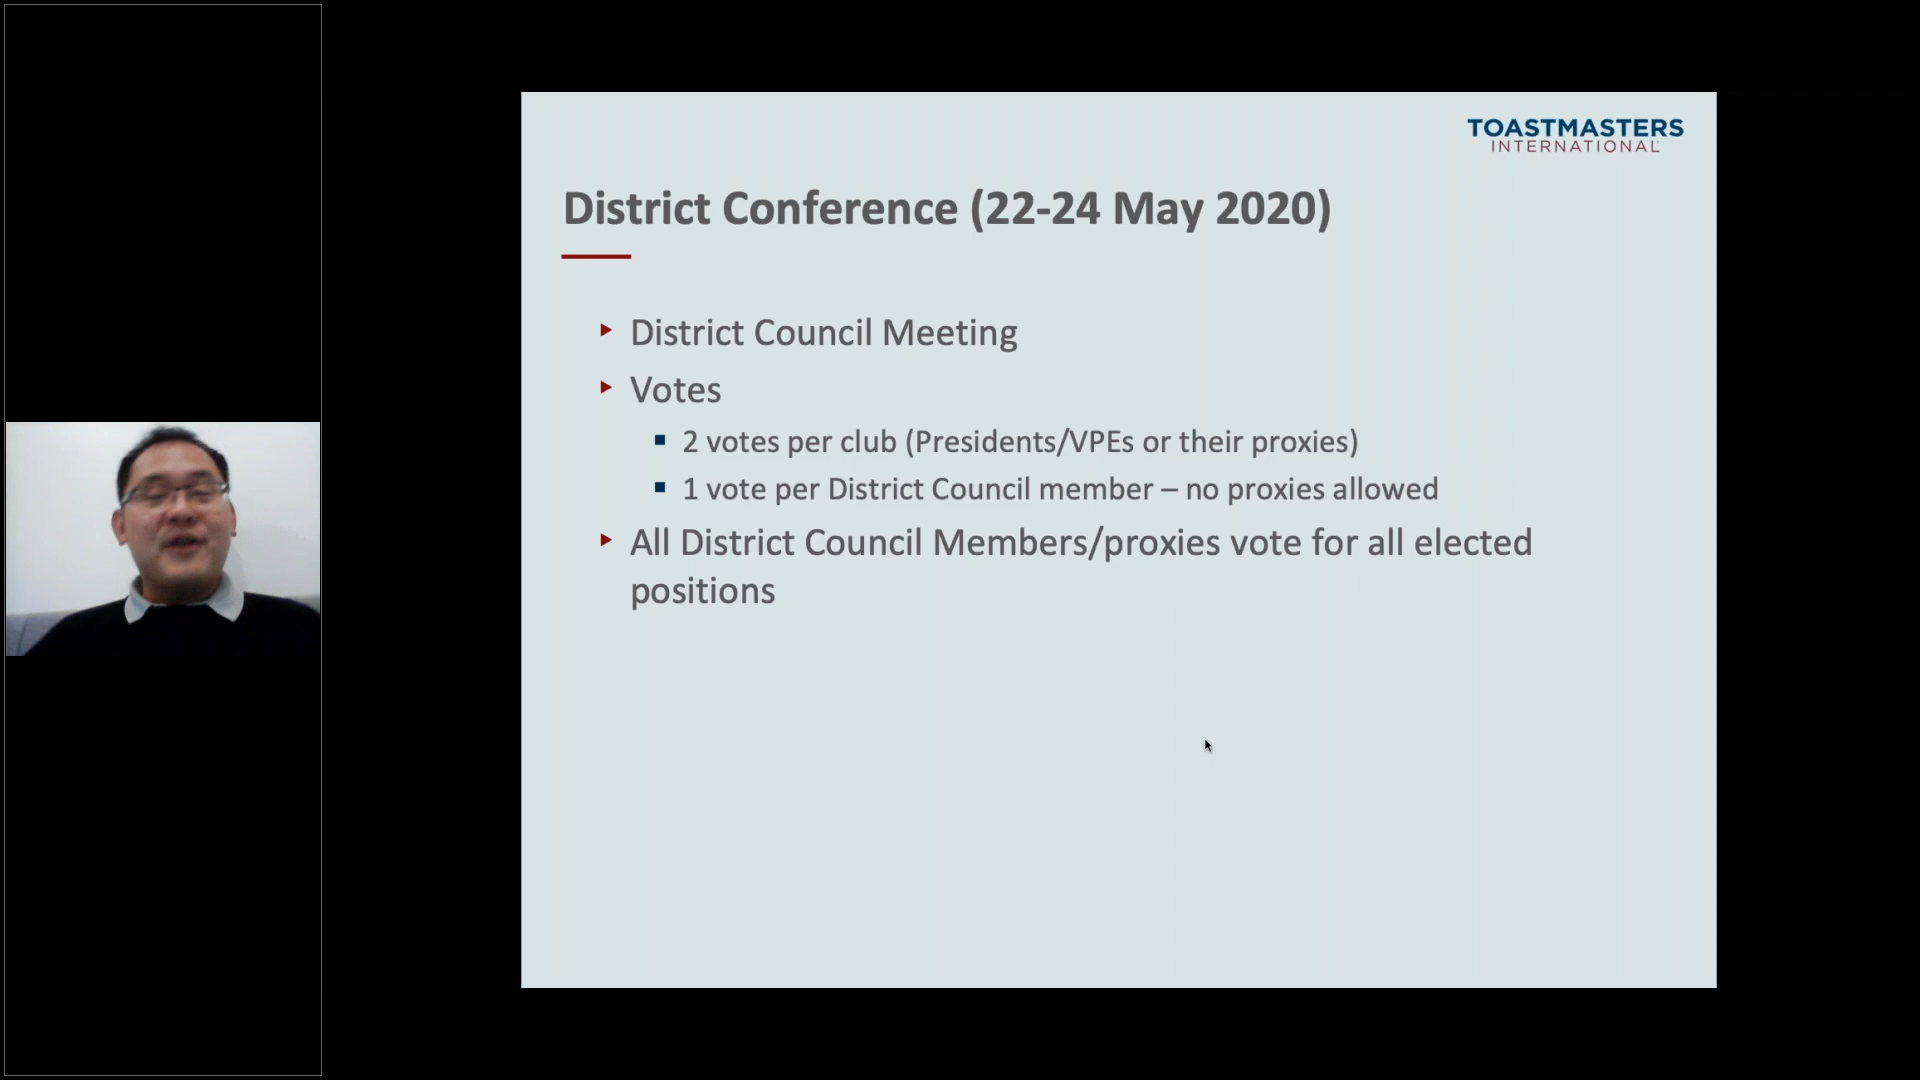 TOASTMASTERS
INTERNATIONAL
District Conference (22-24 May 2020)
District Council Meeting
Votes
2 votes per club (Presidents/VPEs or their proxies)
1 vote per District Council member – no proxies allowed
All District Council Members/proxies vote for all elected
positions